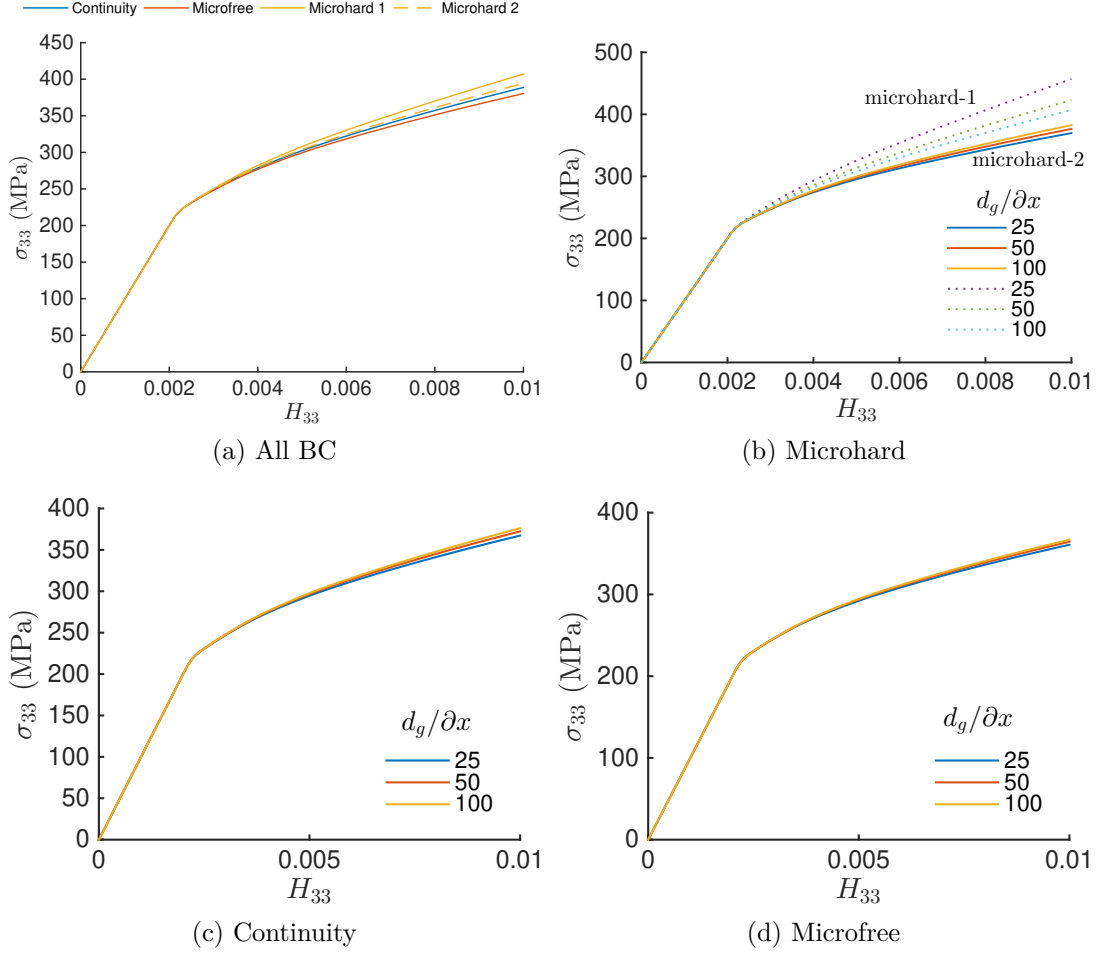 Continuity Microfree Microhard 1 Microhard 2
450
400
350
300
250
200
150
100
50
0
σ33 (MPa)
0 0.002 0.004 0.006 0.008 0.01
H33
(a) All BC
500
400
300
200
100
0
σ33 (MPa)
microhard-1
microhard-2
dg/∂x
25
50
100
25
50
100
0 0.002 0.004 0.006 0.008 0.01
H33
(b) Microhard
400
350
300
250
200
150
100
50
0
σ33 (MPa)
dg/∂x
25
50
100
0 0.005 0.01
H33
(c) Continuity
400
300
200
100
0
σ33 (MPa)
dg/∂x
25
50
100
0 0.005 0.01
H33
(d) Microfree